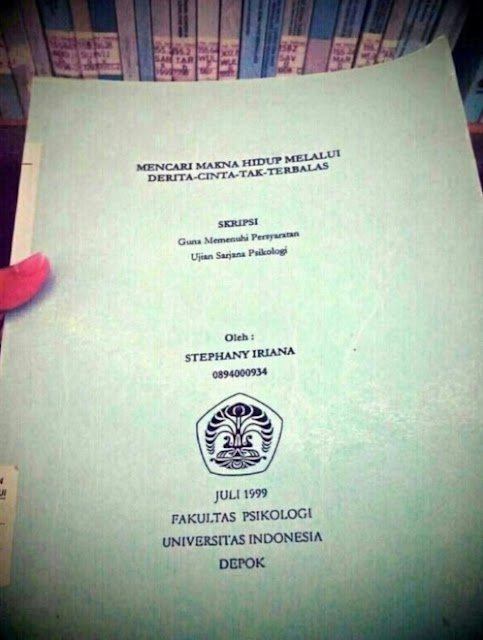 MENCARI MAKNA HIDUP MELALUI
DERITA-CINTA-TAK-TERBALAS
SKRIPSI
Guna Memenuhi Persyaratan
Ujian Sarjana Psikologi
Oleh :
STEPHANY IRIANA
0894000934
JULI 1999
FAKULTAS PSIKOLOGI
UNIVERSITAS INDONESIA
DEPOK